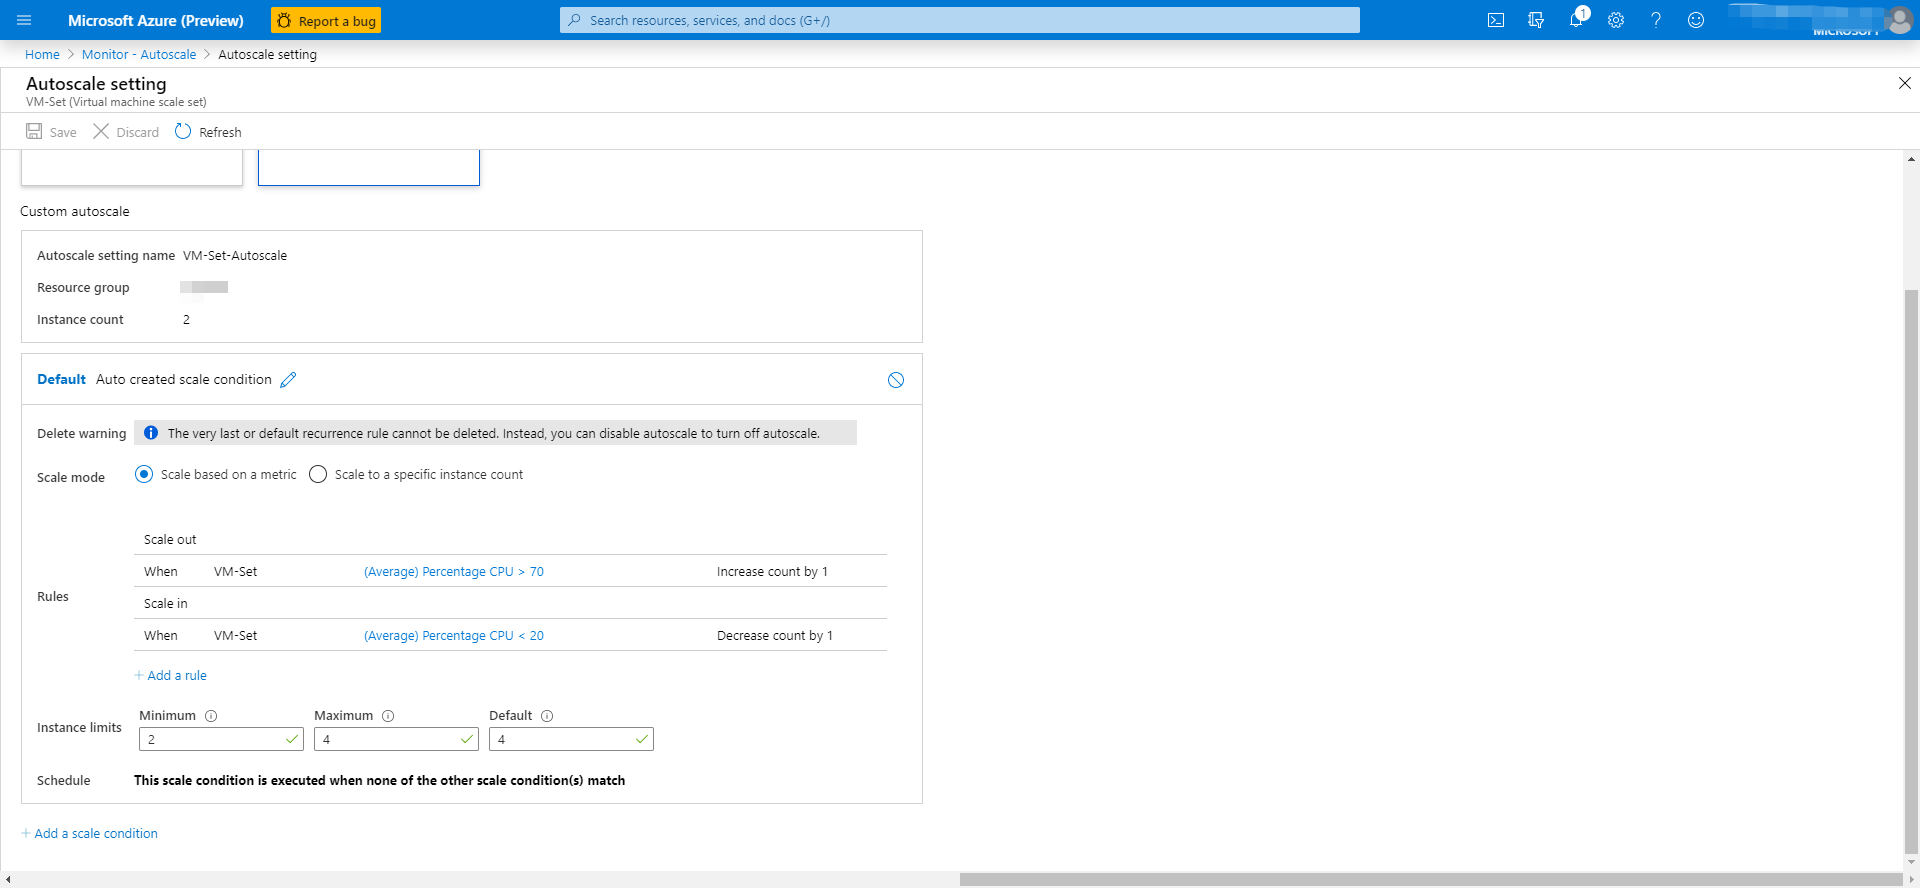 Microsoft Azure (Preview)
Report a bug
Search resources, services, and docs (G+/)
1
MICROSOFT
Home > Monitor - Autoscale > Autoscale setting
Autoscale setting
VM-Set (Virtual machine scale set)
Save
Discard
Refresh
Custom autoscale
Autoscale setting name VM-Set-Autoscale
Resource group
Instance count 2
Default Auto created scale condition
Delete warning
The very last or default recurrence rule cannot be deleted. Instead, you can disable autoscale to turn off autoscale.
Scale mode
Scale based on a metric
Scale to a specific instance count
Rules
Scale out
When VM-Set (Average) Percentage CPU > 70 Increase count by 1
Scale in
When VM-Set (Average) Percentage CPU < 20 Decrease count by 1
+ Add a rule
Instance limits
Minimum
Maximum
Default
2
4
4
Schedule
This scale condition is executed when none of the other scale condition(s) match
+ Add a scale condition